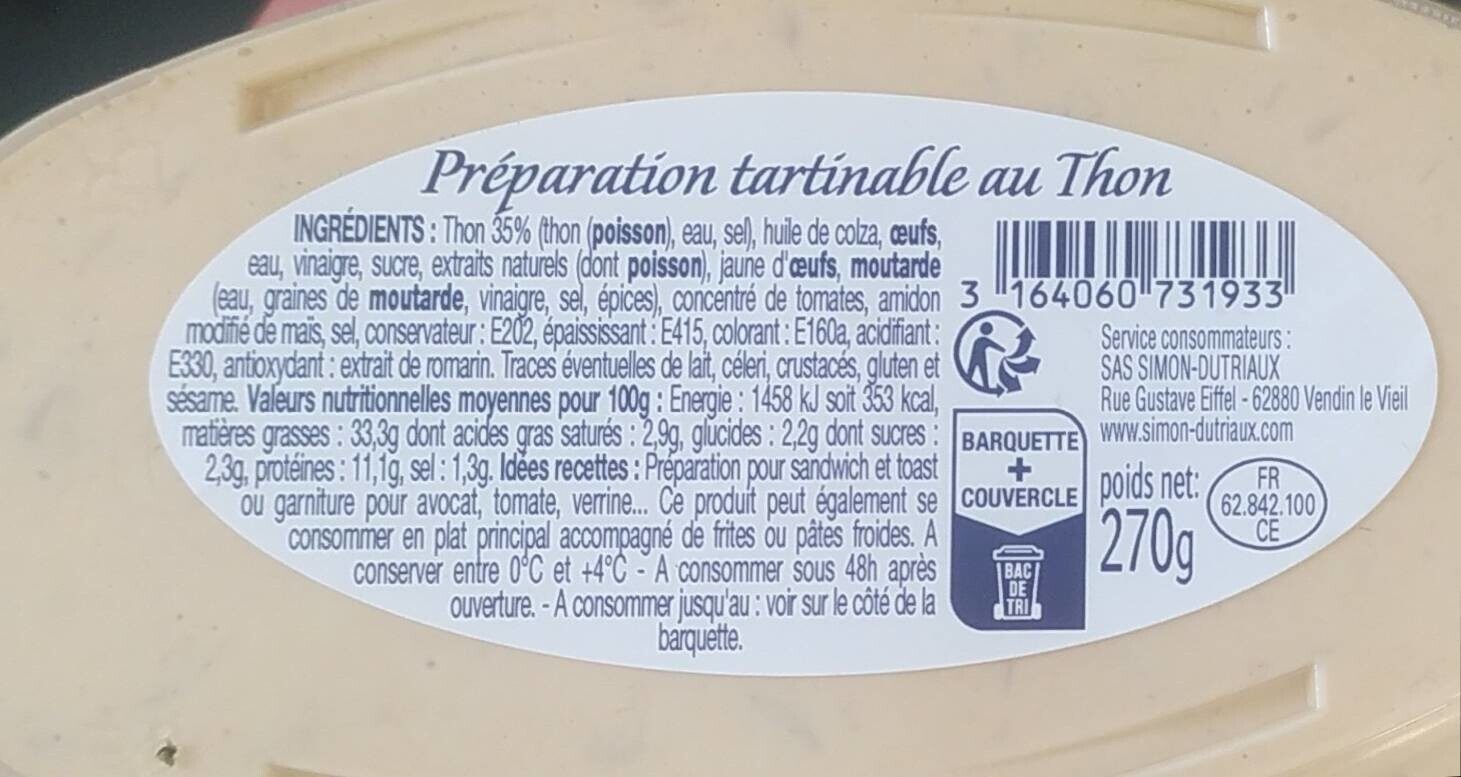 Préparation tartinable au Thon
INGRÉDIENTS : Thon 35% (thon (poisson), eau, sel), huile de colza, œufs,
eau, vinaigre, sucre, extraits naturels (dont poisson), jaune d'œufs, moutarde
(eau, graines de moutarde, vinaigre, sel, épices), concentré de tomates, amidon
modifié de maïs, sel, conservateur : E202, épaississant : E415, colorant : E160a, acidifiant :
E330, antioxydant : extrait de romarin. Traces éventuelles de lait, céleri, crustacés, gluten et
sésame. Valeurs nutritionnelles moyennes pour 100g : Energie : 1458 kJ soit 353 kcal,
matières grasses : 33,3g dont acides gras saturés : 2,9g, glucides : 2,2g dont sucres :
2,3g, protéines : 11,1g, sel : 1,3g. Idées recettes : Préparation pour sandwich et toast
ou garniture pour avocat, tomate, verrine... Ce produit peut également se
consommer en plat principal accompagné de frites ou pâtes froides. A
conserver entre 0°C et +4°C - A consommer sous 48h après
ouverture. - A consommer jusqu'au : voir sur le côté de la
barquette.
3 164060 731933
Service consommateurs :
SAS SIMON-DUTRIAUX
Rue Gustave Eiffel - 62880 Vendin le Vieil
www.simon-dutriaux.com
BARQUETTE
+
COUVERCLE
BAC
DE
TRI
poids net:
270g
FR
62.842.100
CE